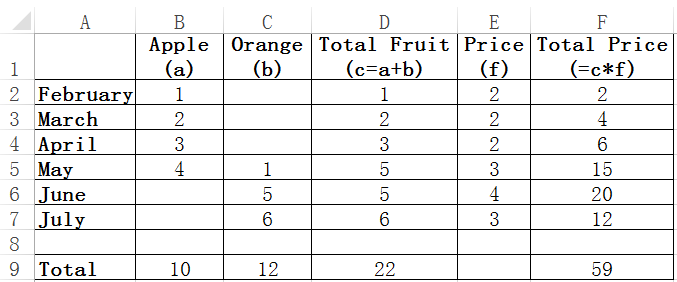 A B C D E F
Apple Orange Total Fruit Price Total Price
1 (a) (b) (c=a+b) (f) (=c*f)
2 February 1 1 2 2
3 March 2 2 2 4
4 April 3 3 2 6
5 May 4 1 5 3 15
6 June 5 5 4 20
7 July 6 6 3 12
8
9 Total 10 12 22 59